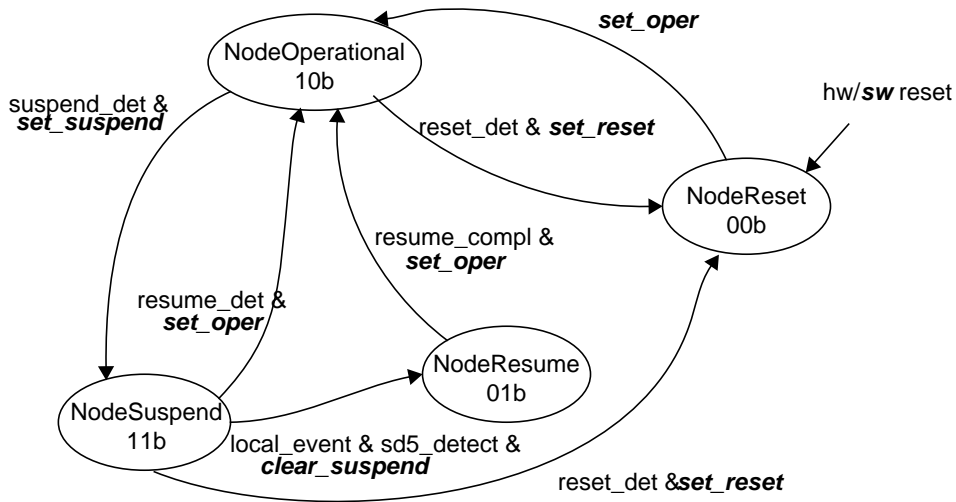 set_oper
NodeOperational
10b
hw/sw reset
suspend_det &
set_suspend
reset_det & set_reset
NodeReset
00b
resume_compl &
set_oper
resume_det &
set_oper
NodeResume
01b
NodeSuspend
11b
local_event & sd5_detect &
clear_suspend
reset_det &set_reset